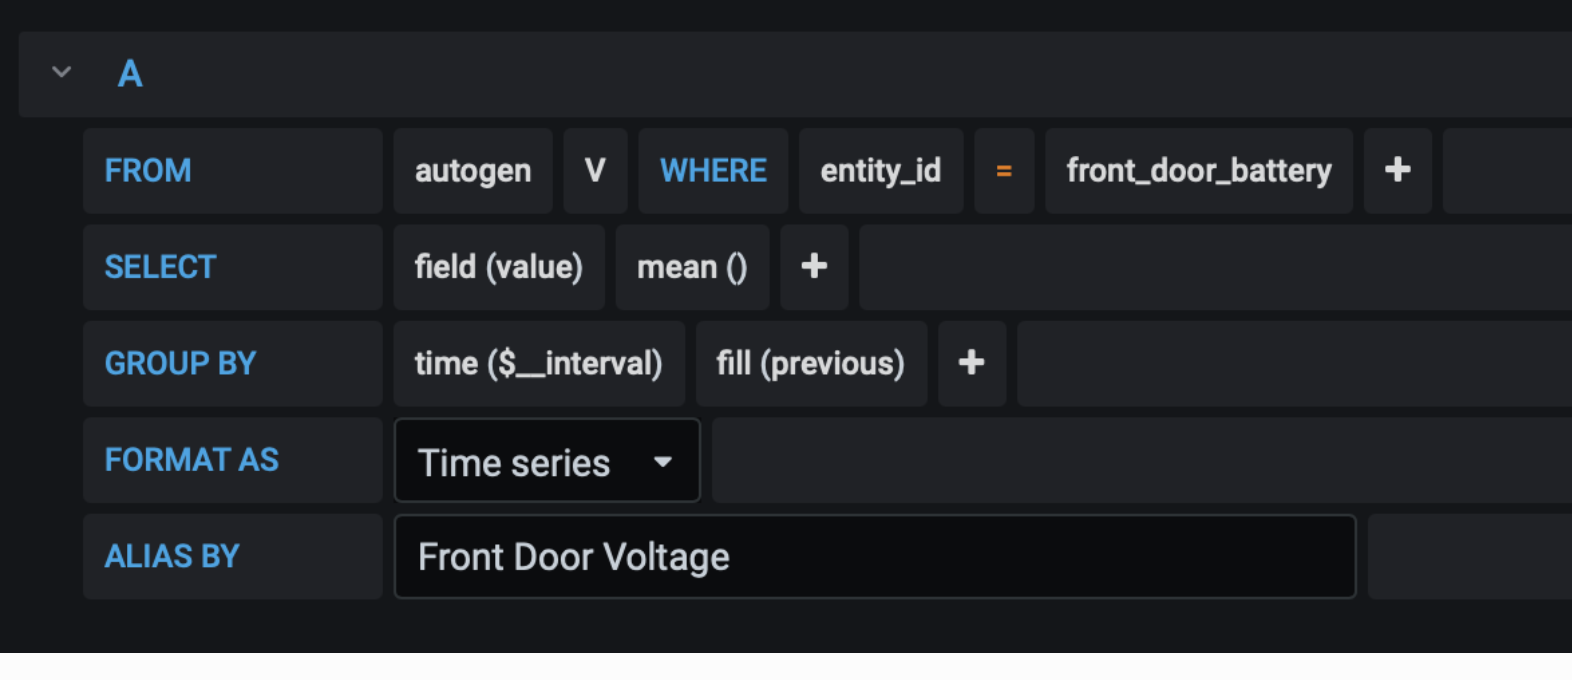 A
FROM autogen V WHERE entity_id = front_door_battery +
SELECT field (value) mean () +
GROUP BY time ($__interval) fill (previous) +
FORMAT AS Time series
ALIAS BY Front Door Voltage